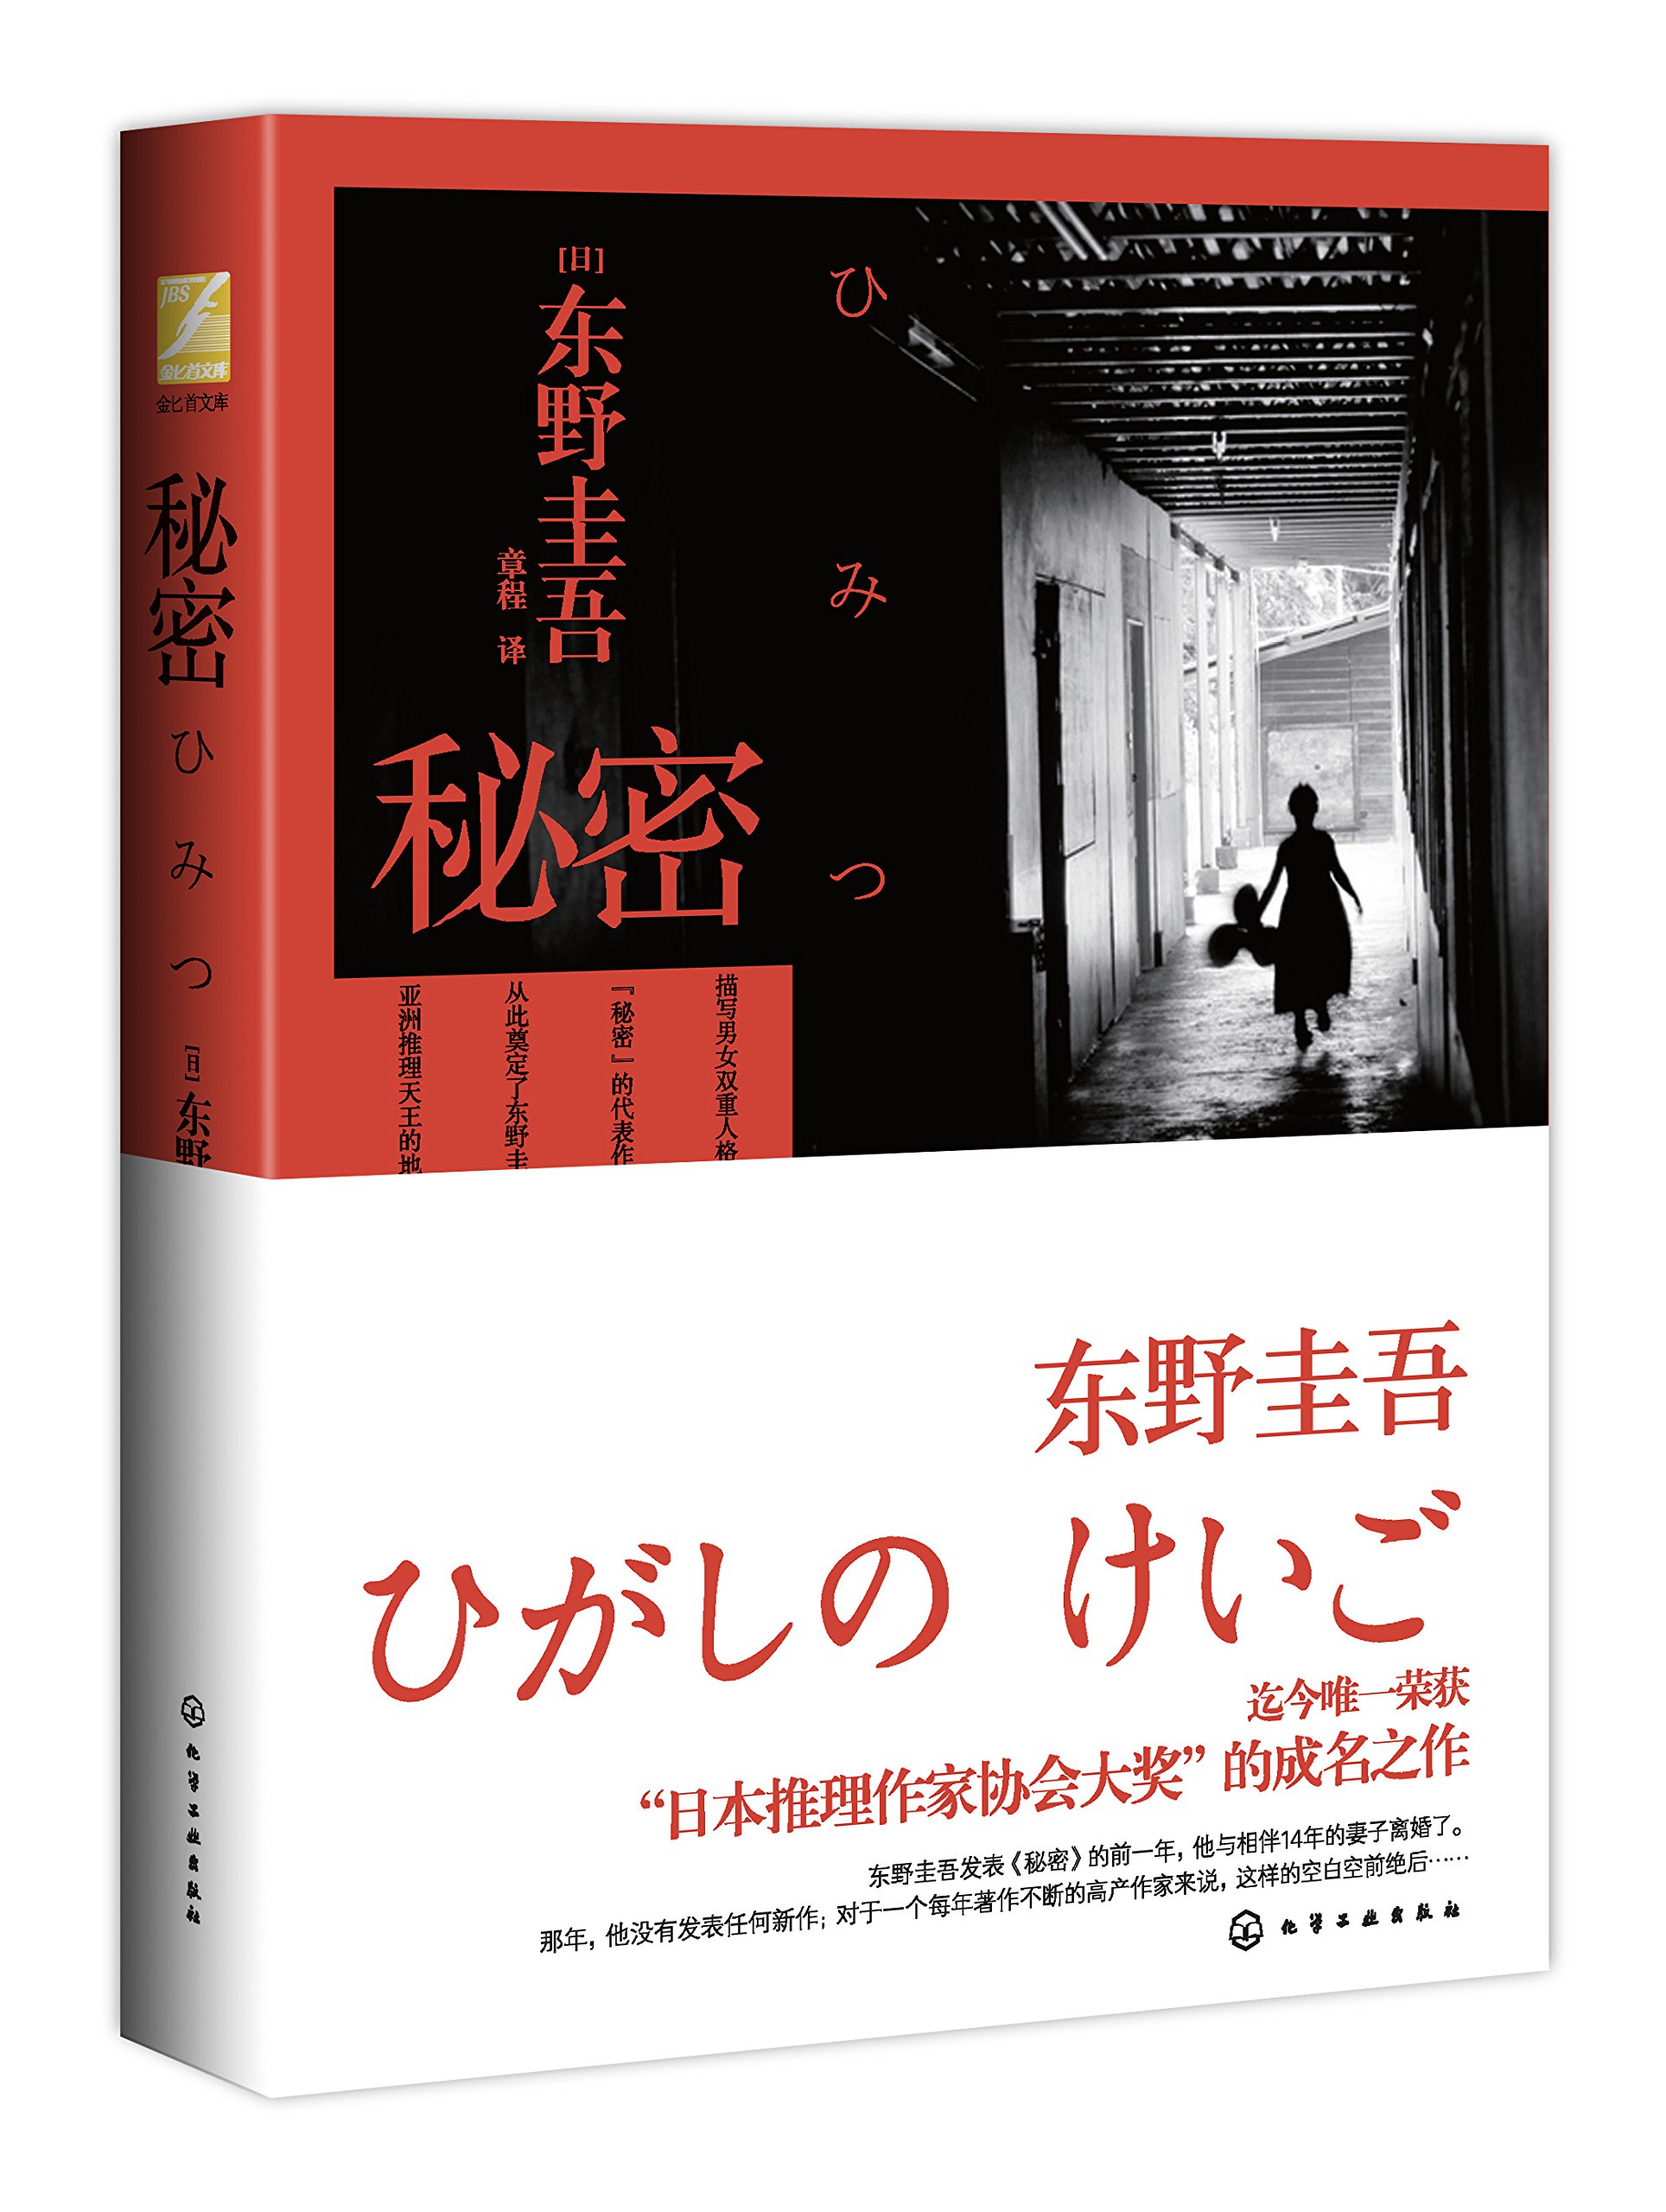 JBS
金匕首文库
金匕首文库
秘密
ひみつ
[日]东野
化学工业出版社
[日]
东野圭吾
章程 译
ひみつ
秘密
描写男女双重人格
『秘密』的代表作
从此奠定了东野圭
亚洲推理天王的地
东野圭吾
ひがしの けいご
迄今唯一荣获
“日本推理作家协会大奖”的成名之作
东野圭吾发表《秘密》的前一年，他与相伴14年的妻子离婚了。
那年，他没有发表任何新作；对于一个每年著作不断的高产作家来说，这样的空白空前绝后……
化学工业出版社